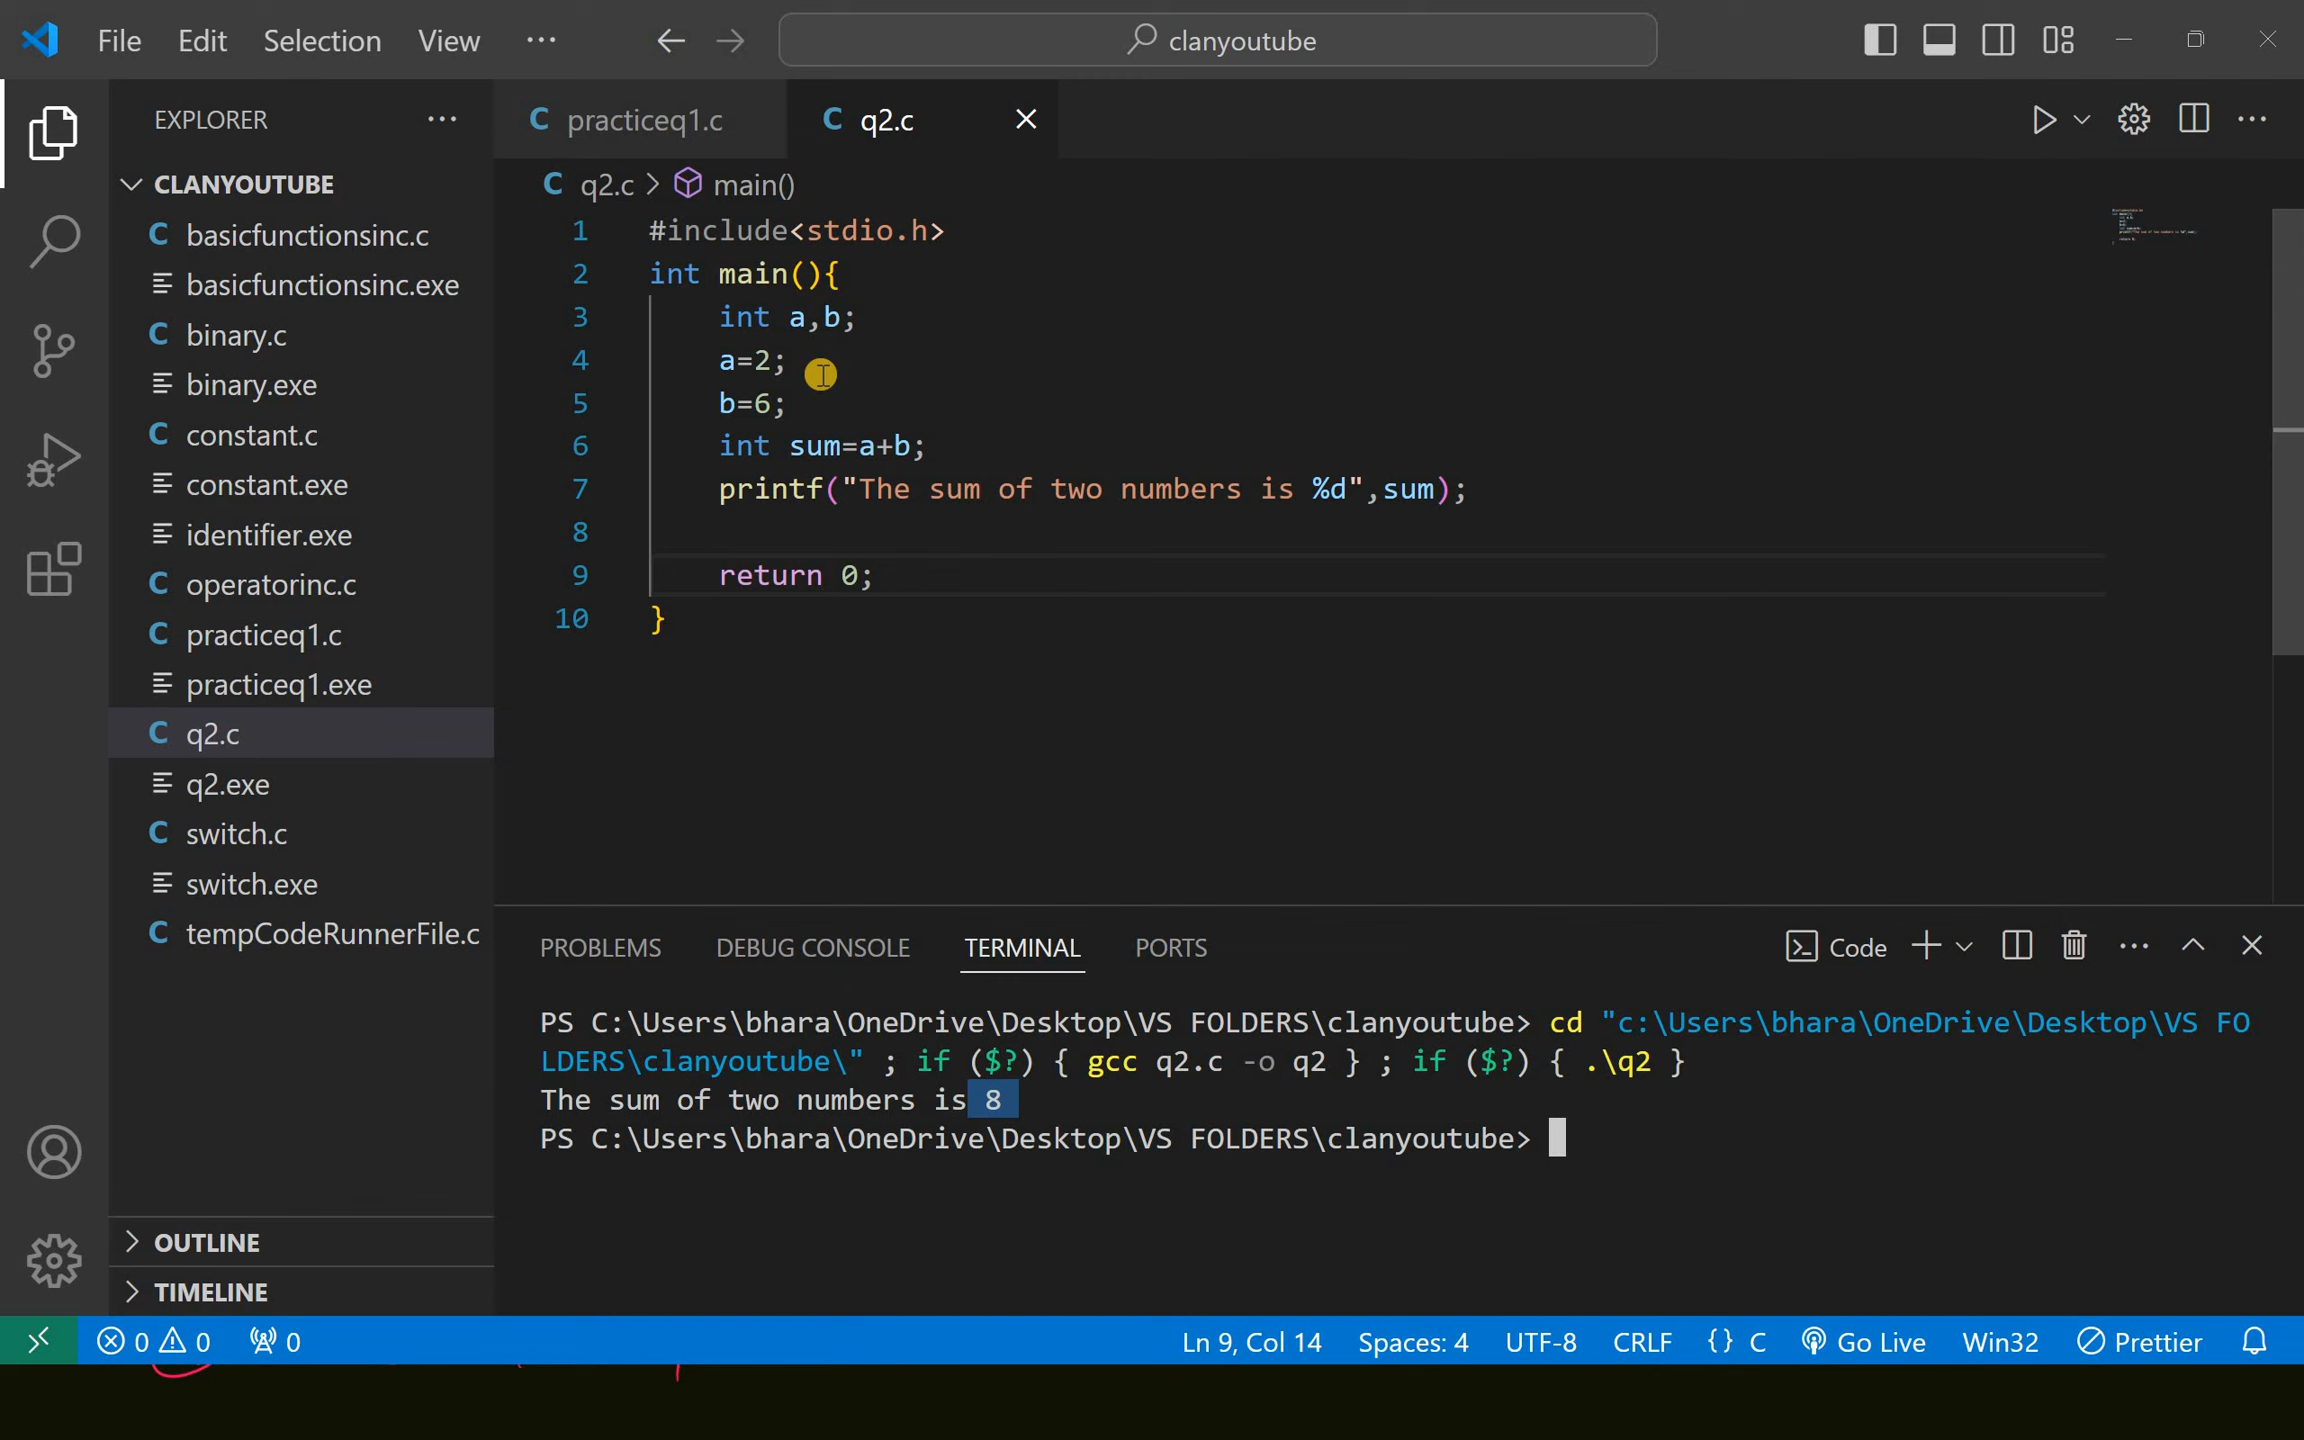 File Edit Selection View ···
clanyoutube
EXPLORER ···
practiceq1.c
q2.c
CLANYOUTUBE
basicfunctionsinc.c
basicfunctionsinc.exe
binary.c
binary.exe
constant.c
constant.exe
identifier.exe
operatorinc.c
practiceq1.c
practiceq1.exe
q2.c
q2.exe
switch.c
switch.exe
tempCodeRunnerFile.c
OUTLINE
TIMELINE
C q2.c > main()
1 #include<stdio.h>
2 int main(){
3 int a,b;
4 a=2;
5 b=6;
6 int sum=a+b;
7 printf("The sum of two numbers is %d",sum);
8
9 return 0;
10 }
PROBLEMS DEBUG CONSOLE TERMINAL PORTS
Code
PS C:\Users\bhara\OneDrive\Desktop\VS FOLDERS\clanyoutube> cd "c:\Users\bhara\OneDrive\Desktop\VS FO
LDERS\clanyoutube\" ; if ($?) { gcc q2.c -o q2 } ; if ($?) { .\q2 }
The sum of two numbers is 8
PS C:\Users\bhara\OneDrive\Desktop\VS FOLDERS\clanyoutube>
0 0 0 Ln 9, Col 14 Spaces: 4 UTF-8 CRLF {} C Go Live Win32 Prettier